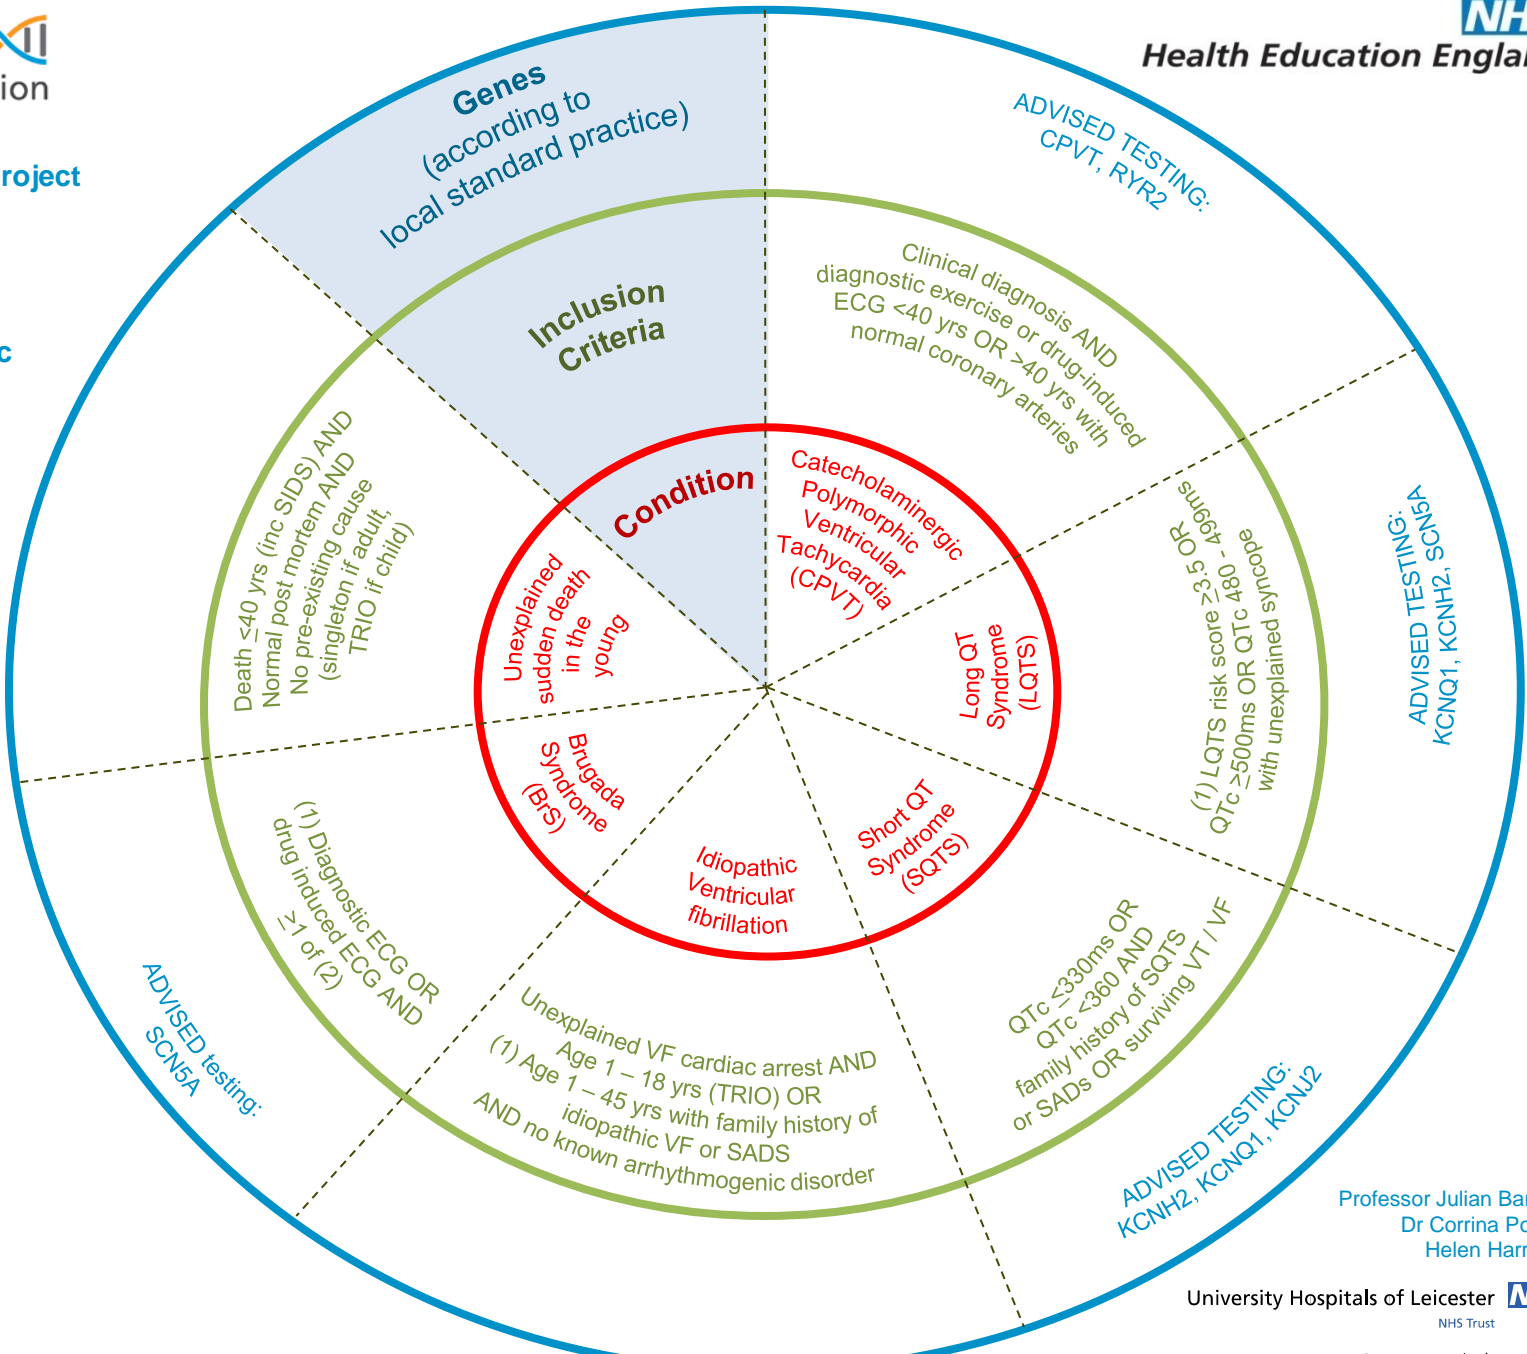 ion
roject
c
NH
Health Education Englan
Genes
(according to
local standard practice)
Inclusion
Criteria
Condition
ADVISED TESTING:
CPVT, RYR2
Clinical diagnosis AND
diagnostic exercise or drug-induced
ECG <40 yrs OR >40 yrs with
normal coronary arteries
Catecholaminergic
Polymorphic
Ventricular
Tachycardia
(CPVT)
ADVISED TESTING:
KCNQ1, KCNH2, SCN5A
(1) LQTS risk score ≥3.5 OR
QTc ≥500ms OR QTc 480 - 499ms
with unexplained syncope
Long QT
Syndrome
(LQTS)
ADVISED TESTING:
KCNH2, KCNQ1, KCNJ2
QTc ≤330ms OR
QTc <360 AND
family history of SQTS
or SADs OR surviving VT / VF
Short QT
Syndrome
(SQTS)
Idiopathic
Ventricular
fibrillation
Unexplained VF cardiac arrest AND
Age 1 – 18 yrs (TRIO) OR
(1) Age 1 – 45 yrs with family history of
idiopathic VF or SADS
AND no known arrhythmogenic disorder
Brugada
Syndrome
(BrS)
(1) Diagnostic ECG OR
drug induced ECG AND
≥1 of (2)
ADVISED testing:
SCN5A
Unexplained
sudden death
in the
young
Death ≤40 yrs (inc SIDS) AND
Normal post mortem AND
No pre-existing cause
(singleton if adult,
TRIO if child)
Professor Julian Bar
Dr Corrina Po
Helen Harr
University Hospitals of Leicester N
NHS Trust